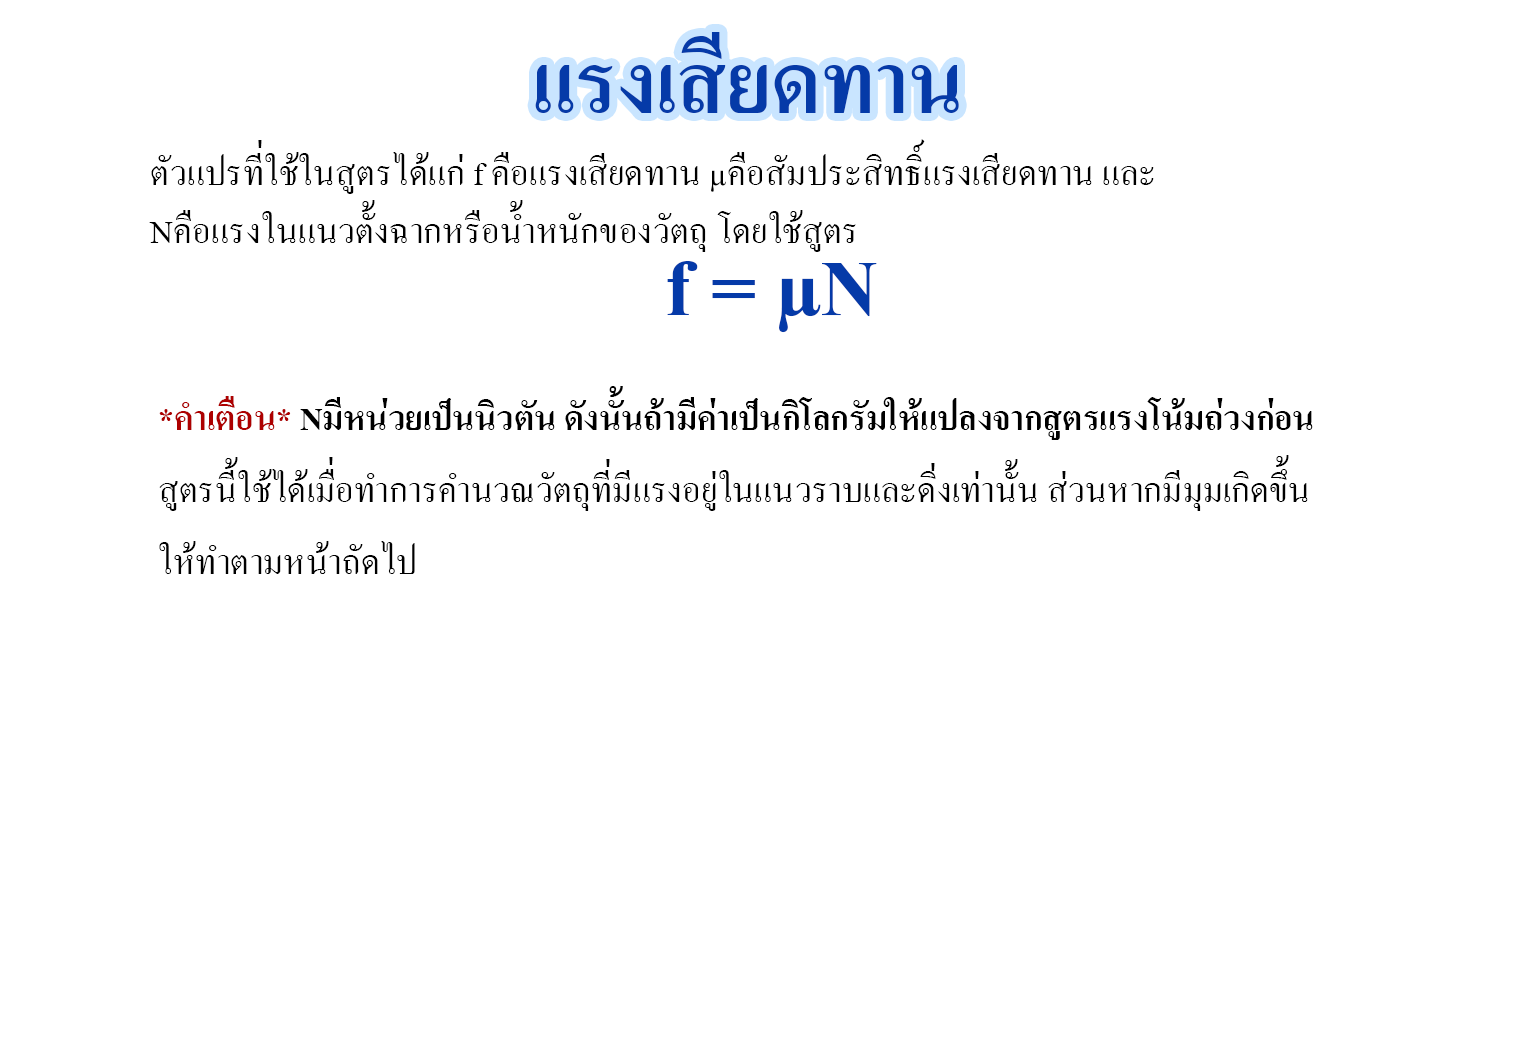 แรงเสียดทาน
ตัวแปรที่ใช้ในสูตรได้แก่ f คือแรงเสียดทาน μคือสัมประสิทธิ์แรงเสียดทาน และ
Nคือแรงในแนวตั้งฉากหรือน้ำหนักของวัตถุ โดยใช้สูตร
f = μN
*คำเตือน* Nมีหน่วยเป็นนิวตัน ดังนั้นถ้ามีค่าเป็นกิโลกรัมให้แปลงจากสูตรแรงโน้มถ่วงก่อน
สูตรนี้ใช้ได้เมื่อทำการคำนวณวัตถุที่มีแรงอยู่ในแนวราบและดิ่งเท่านั้น ส่วนหากมีมุมเกิดขึ้น
ให้ทำตามหน้าถัดไป